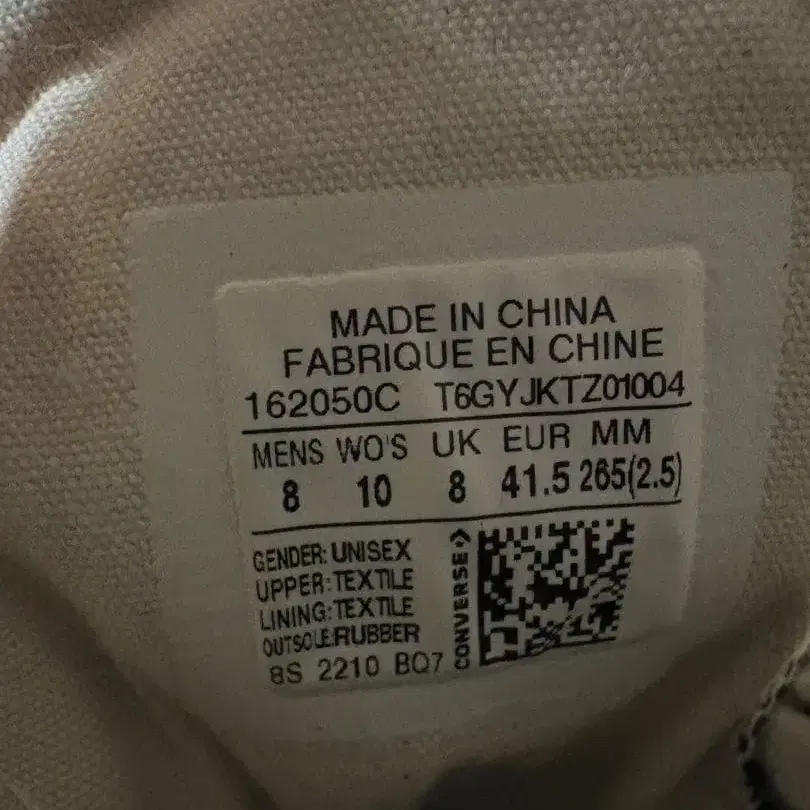 MADE IN CHINA
FABRIQUE EN CHINE
162050C T6GYJKTZ01004
MENS WO'S UK EUR MM
8 10 8 41.5 265(2.5)
GENDER: UNISEX
UPPER:TEXTILE
LINING:TEXTILE
OUTSOLE:RUBBER
8S 2210 BQ7
CONVERSE